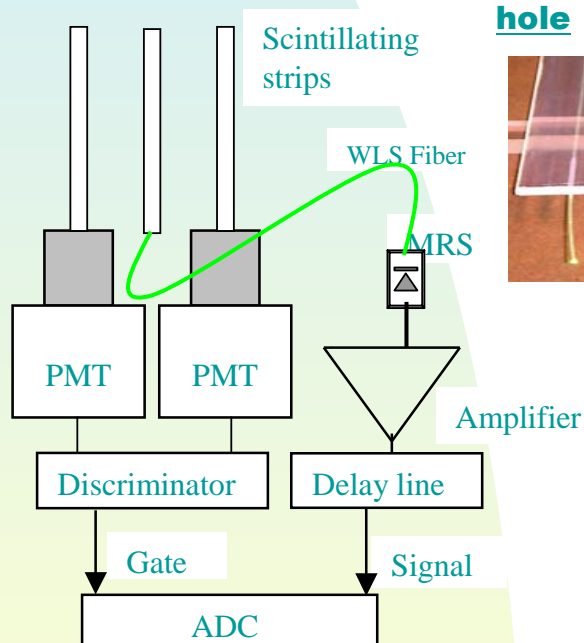 hole
Scintillating
strips
WLS Fiber
MRS
PMT
PMT
Amplifier
Discriminator
Delay line
Gate
Signal
ADC